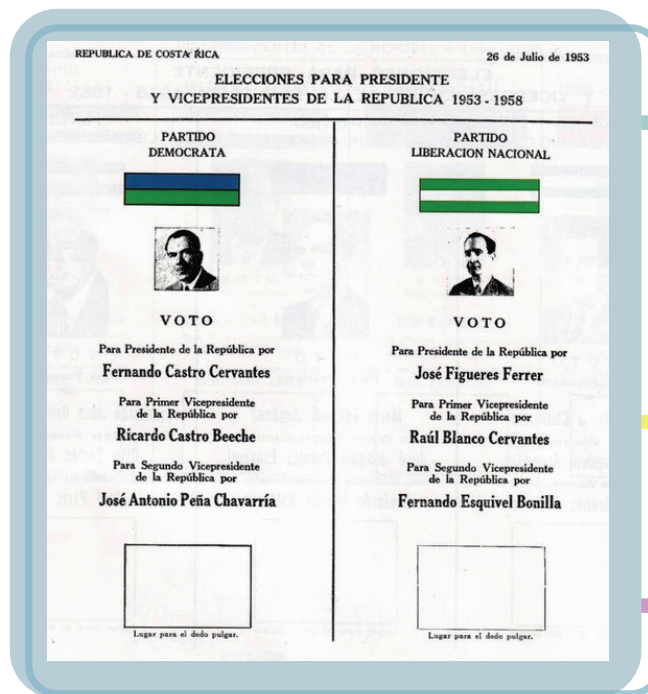 REPUBLICA DE COSTA RICA
26 de Julio de 1953
ELECCIONES PARA PRESIDENTE
Y VICEPRESIDENTES DE LA REPUBLICA 1953 - 1958
PARTIDO
DEMOCRATA
VOTO
Para Presidente de la República por
Fernando Castro Cervantes
Para Primer Vicepresidente
de la República por
Ricardo Castro Beeche
Para Segundo Vicepresidente
de la República por
José Antonio Peña Chavarría
Lugar para el dedo pulgar.
PARTIDO
LIBERACION NACIONAL
VOTO
Para Presidente de la República por
José Figueres Ferrer
Para Primer Vicepresidente
de la República por
Raúl Blanco Cervantes
Para Segundo Vicepresidente
de la República por
Fernando Esquivel Bonilla
Lugar para el dedo pulgar.